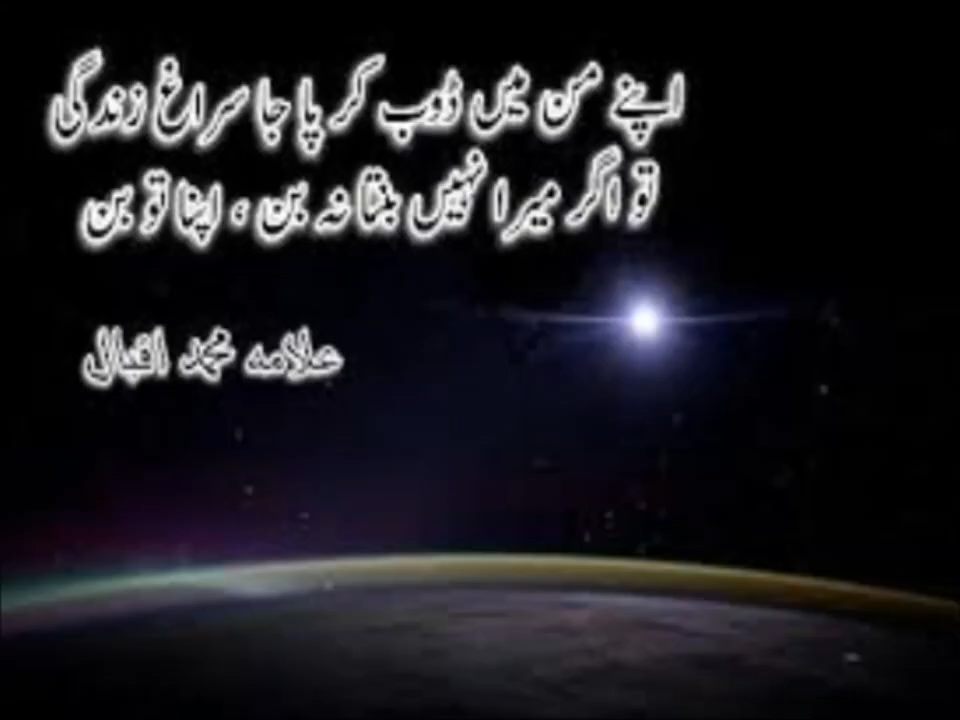 اپنے من میں ڈوب کر پا جا سراغ زندگی
تو اگر میرا نہیں بنتا نہ بن ، اپنا تو بن
علامہ محمد اقبال